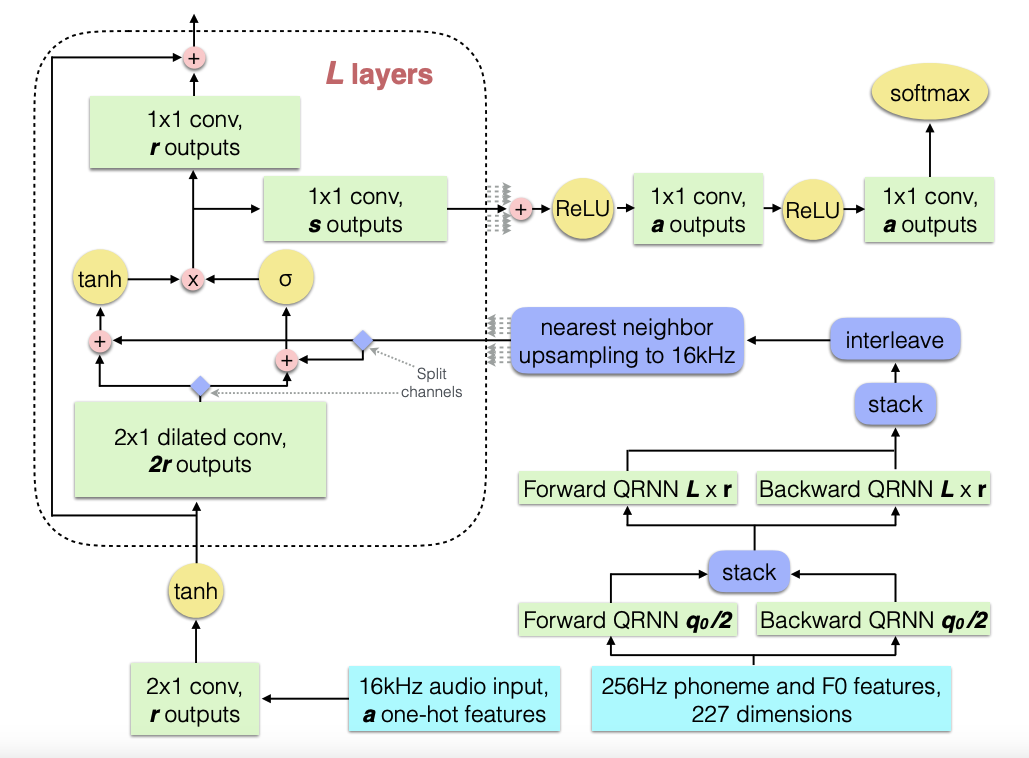 L layers
+
1x1 conv,
r outputs
1x1 conv,
s outputs
+
ReLU
1x1 conv,
a outputs
ReLU
1x1 conv,
a outputs
softmax
tanh
x
σ
+
+
Split
channels
2x1 dilated conv,
2r outputs
nearest neighbor
upsampling to 16kHz
interleave
stack
Forward QRNN L x r
Backward QRNN L x r
stack
Forward QRNN q₀/2
Backward QRNN q₀/2
tanh
2x1 conv,
r outputs
16kHz audio input,
a one-hot features
256Hz phoneme and F0 features,
227 dimensions